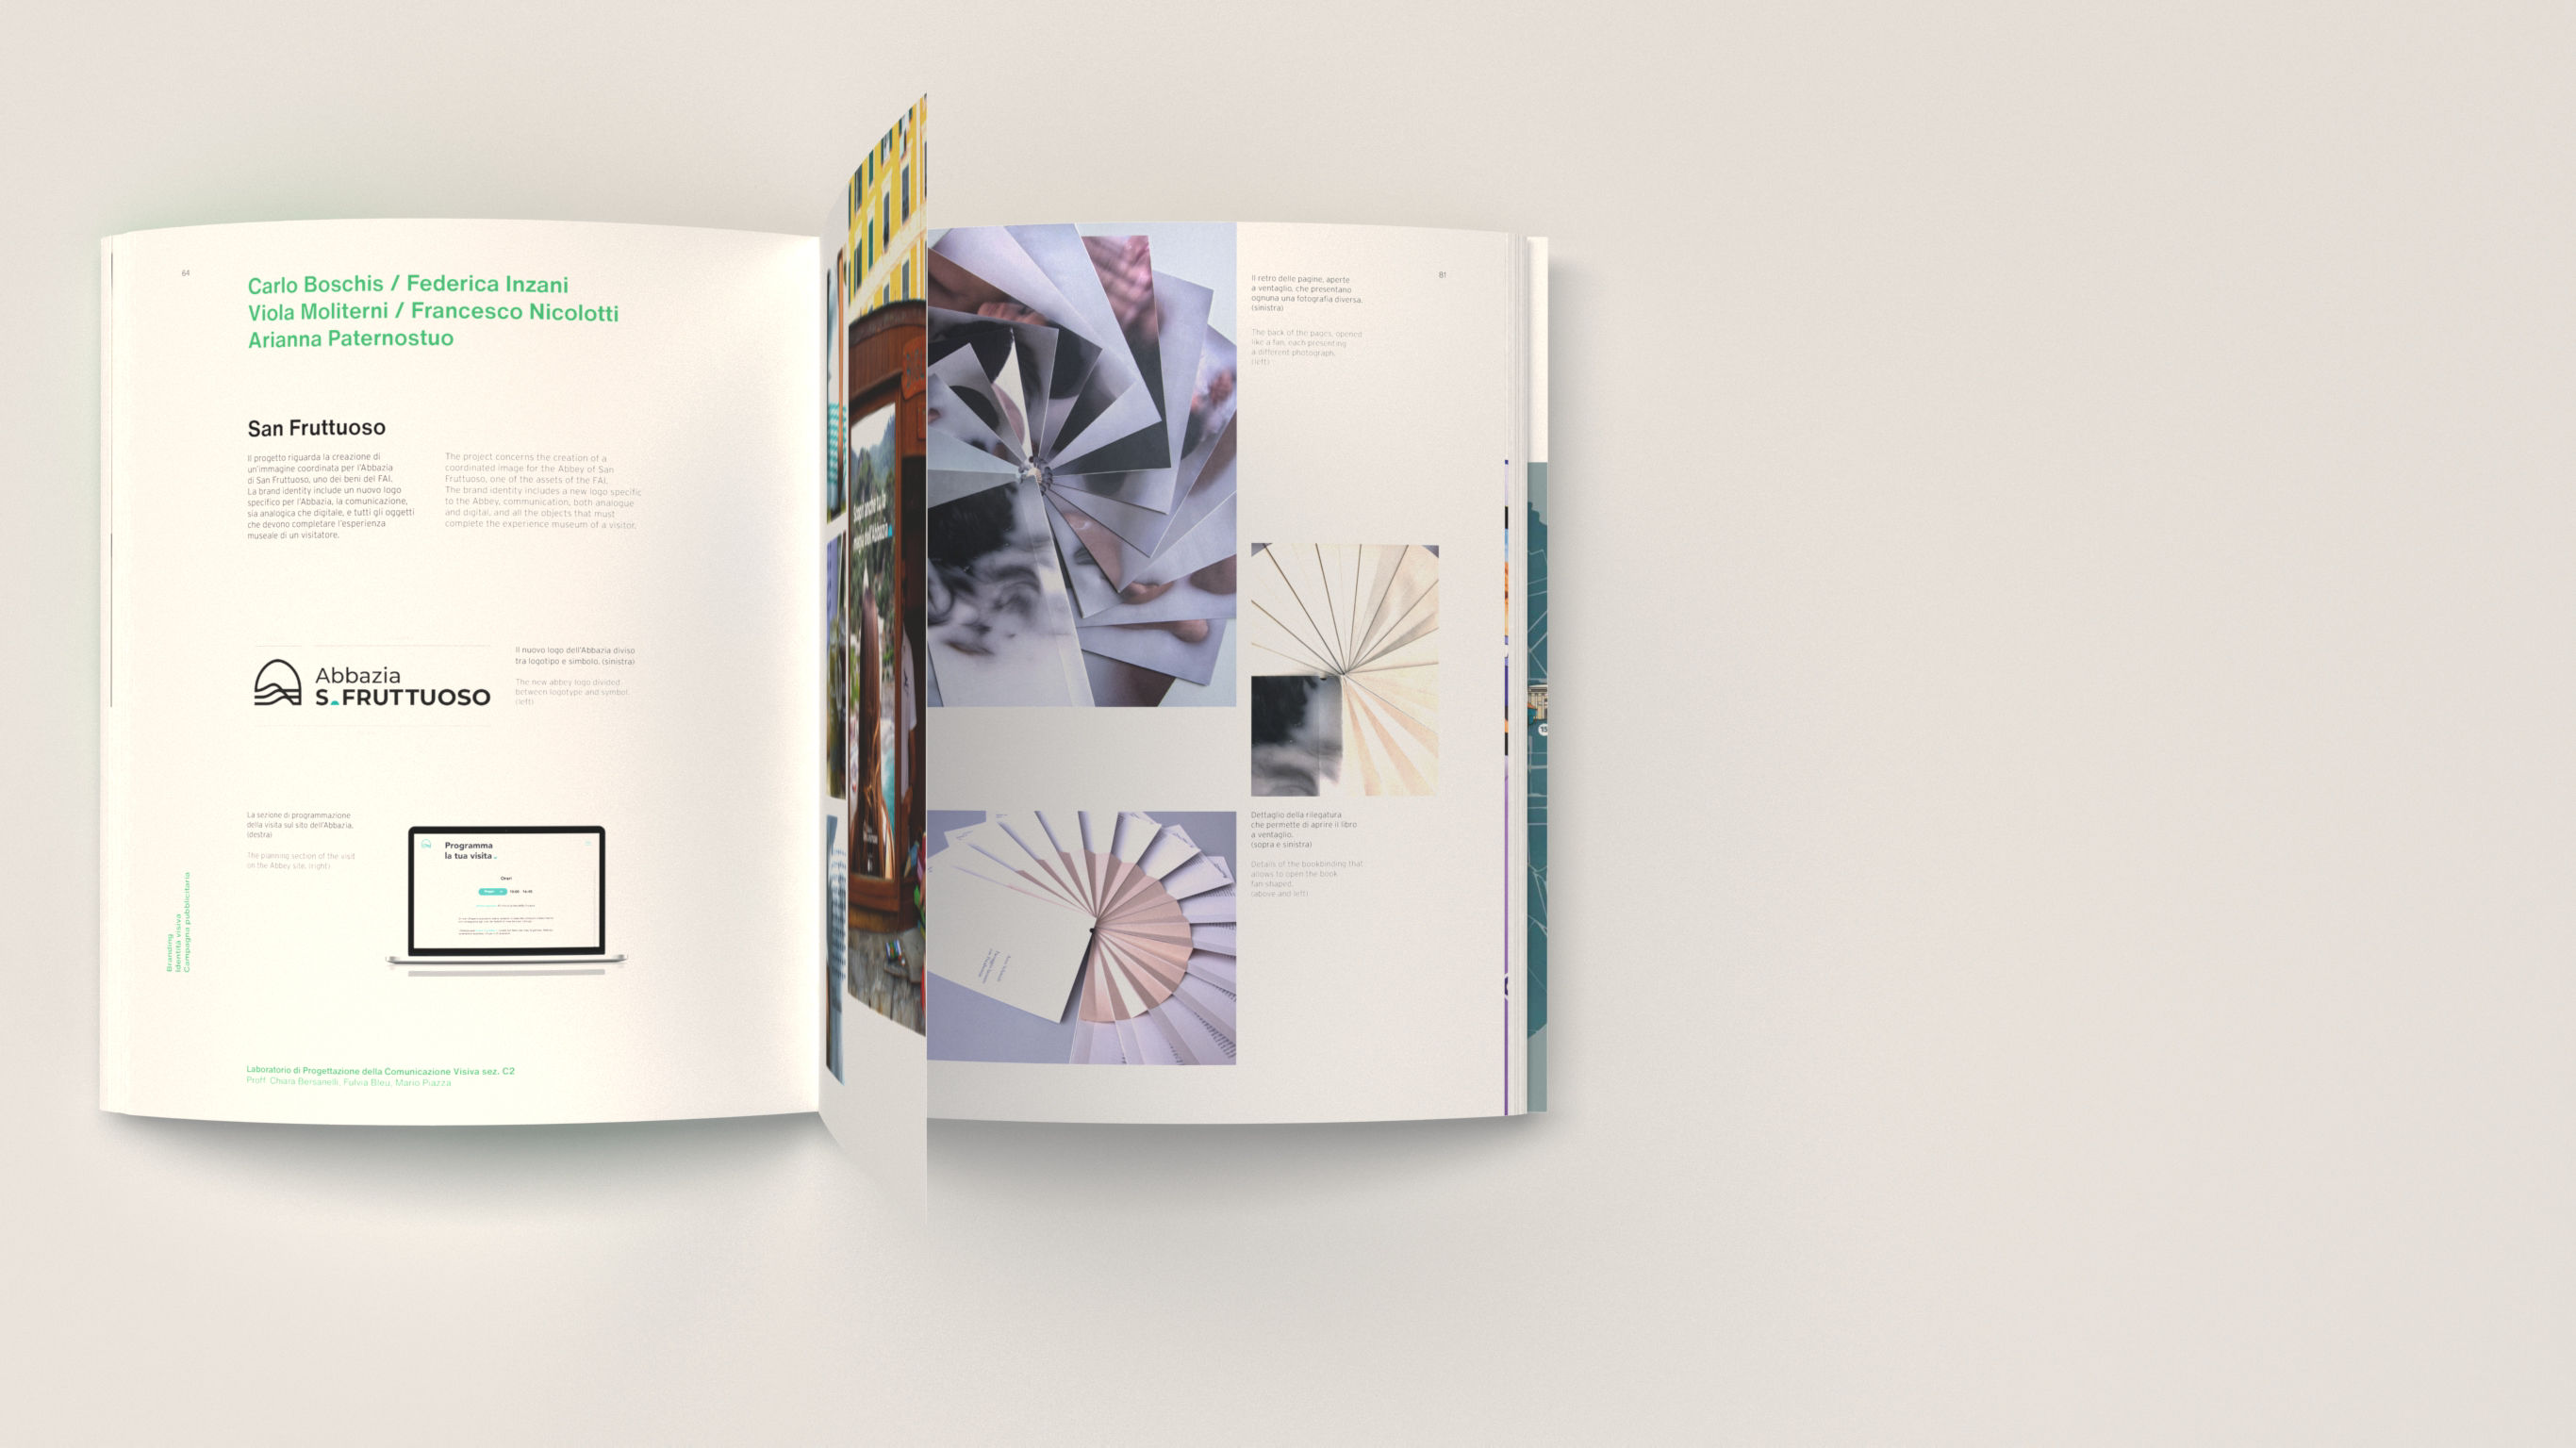 64
Carlo Boschis / Federica Inzani
Viola Moliterni / Francesco Nicolotti
Arianna Paternostuo
San Fruttuoso
Il progetto riguarda la creazione di
un'immagine coordinata per l'Abbazia
di San Fruttuoso, uno dei beni del FAI.
La brand identity include un nuovo logo
specifico per l'Abbazia, la comunicazione,
sia analogica che digitale, e tutti gli oggetti
che devono completare l'esperienza
museale di un visitatore.
The project concerns the creation of a
coordinated image for the Abbey of San
Fruttuoso, one of the assets of the FAI.
The brand identity includes a new logo specific
to the Abbey, communication, both analogue
and digital, and all the objects that must
complete the experience museum of a visitor.
Abbazia
S.FRUTTUOSO
Il nuovo logo dell'Abbazia diviso
tra logotipo e simbolo. (sinistra)
The new abbey logo divided
between logotype and symbol.
(left)
La sezione di programmazione
della visita sul sito dell'Abbazia.
(destra)
The planning section of the visit
on the Abbey site. (right)
Programma
la tua visita
Orari
Branding
Identità visiva
Campagna pubblicitaria
Laboratorio di Progettazione della Comunicazione Visiva sez. C2
Proff. Chiara Bersanelli, Fulvia Bleu, Mario Piazza
Scopri anche tu la
magia dell'Abbazia
81
Il retro delle pagine, aperte
a ventaglio, che presentano
ognuna una fotografia diversa.
(sinistra)
The back of the pages, opened
like a fan, each presenting
a different photograph.
(left)
Dettaglio della rilegatura
che permette di aprire il libro
a ventaglio.
(sopra e sinistra)
Details of the bookbinding that
allows to open the book
fan-shaped.
(above and left)